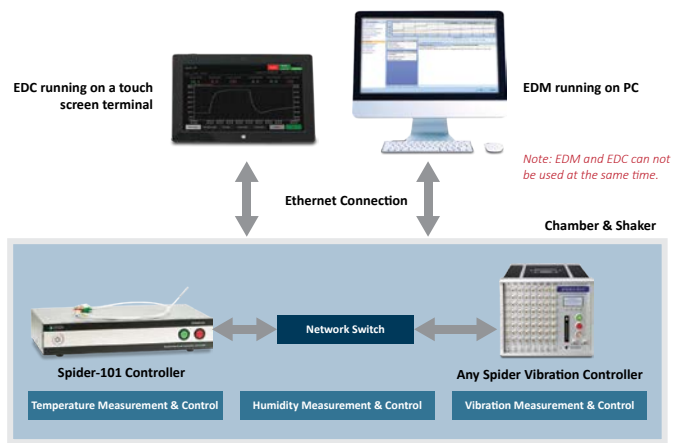 EDC running on a touch
screen terminal
EDM running on PC
Note: EDM and EDC can not
be used at the same time.
Ethernet Connection
Chamber & Shaker
Network Switch
Spider-101 Controller
Any Spider Vibration Controller
Temperature Measurement & Control
Humidity Measurement & Control
Vibration Measurement & Control